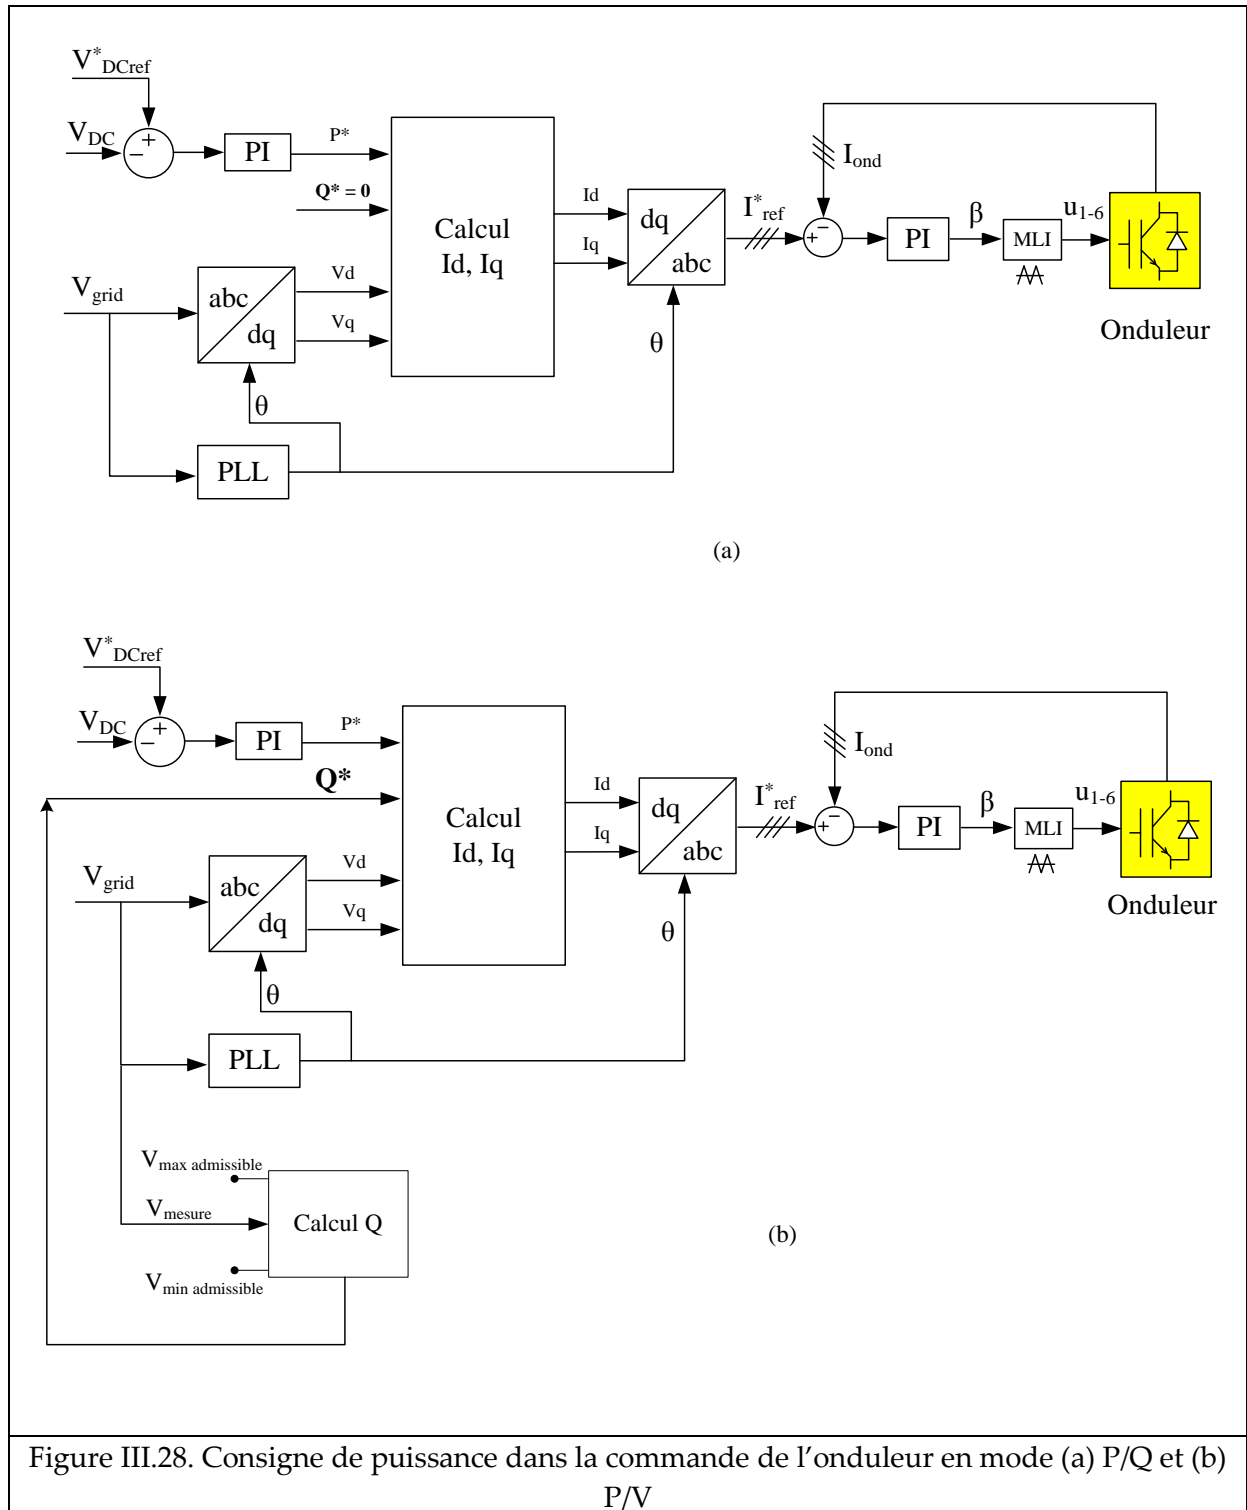 V*DCref
VDC
+
−
PI
P*
Q* = 0
Calcul
Id, Iq
Id
Iq
dq
abc
I*ref
Iond
+
−
PI
β
MLI
u1-6
Onduleur
Vgrid
abc
dq
Vd
Vq
θ
θ
PLL
(a)
V*DCref
VDC
+
−
PI
P*
Q*
Calcul
Id, Iq
Id
Iq
dq
abc
I*ref
Iond
+
−
PI
β
MLI
u1-6
Onduleur
Vgrid
abc
dq
Vd
Vq
θ
θ
PLL
Vmax admissible
Vmesure
Vmin admissible
Calcul Q
(b)
Figure III.28. Consigne de puissance dans la commande de l'onduleur en mode (a) P/Q et (b)
P/V